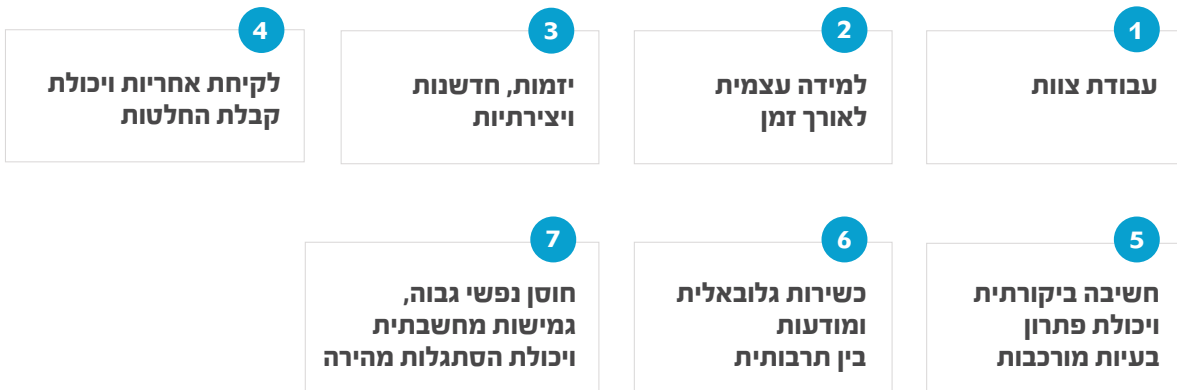 1
עבודת צוות
2
למידה עצמית
לאורך זמן
3
יזמות, חדשנות
ויצירתיות
4
לקיחת אחריות ויכולת
קבלת החלטות
5
חשיבה ביקורתית
ויכולת פתרון
בעיות מורכבות
6
כשירות גלובאלית
ומודעות
בין תרבותית
7
חוסן נפשי גבוה,
גמישות מחשבתית
ויכולת הסתגלות מהירה